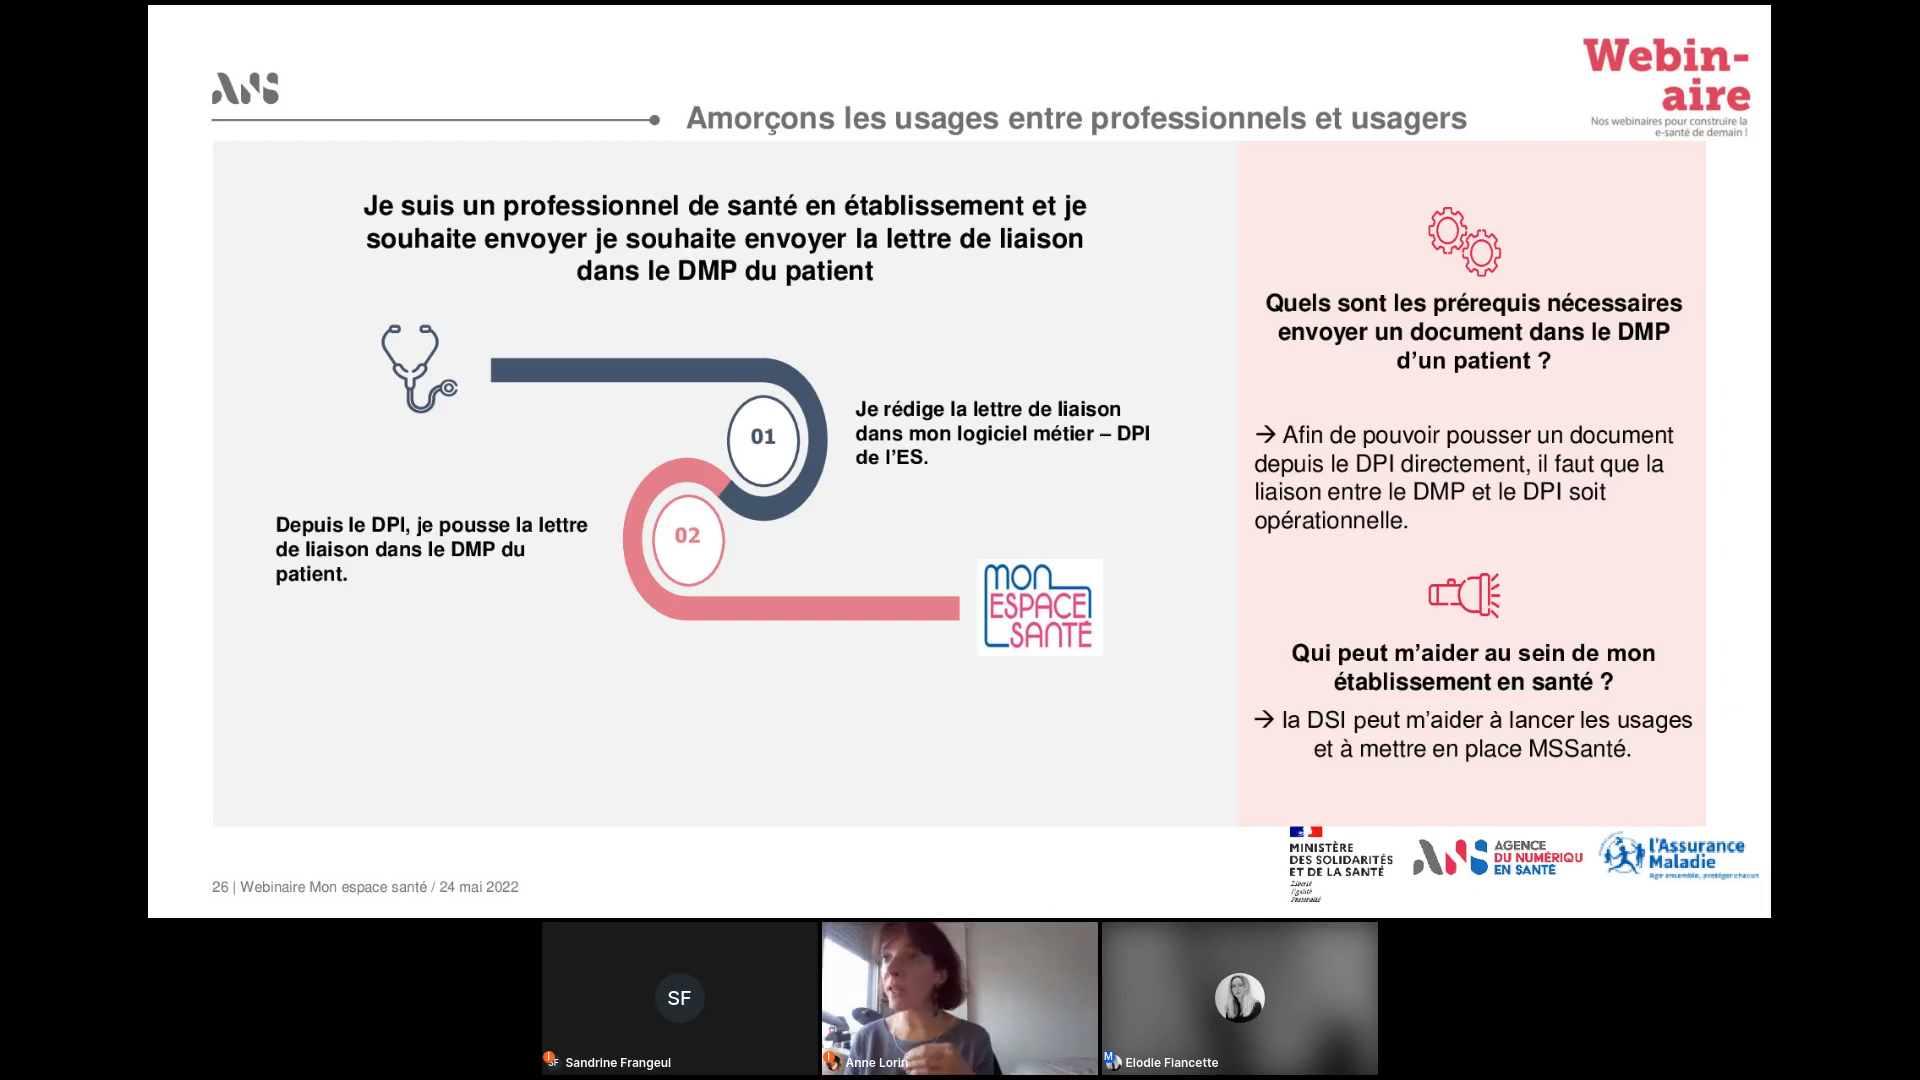 ANS
Webin-
aire
Nos webinaires pour construire la
e-santé de demain !
Amorçons les usages entre professionnels et usagers
Je suis un professionnel de santé en établissement et je
souhaite envoyer je souhaite envoyer la lettre de liaison
dans le DMP du patient
01
Je rédige la lettre de liaison
dans mon logiciel métier – DPI
de l’ES.
02
Depuis le DPI, je pousse la lettre
de liaison dans le DMP du
patient.
MON
ESPACE
SANTÉ
Quels sont les prérequis nécessaires
envoyer un document dans le DMP
d’un patient ?
→ Afin de pouvoir pousser un document
depuis le DPI directement, il faut que la
liaison entre le DMP et le DPI soit
opérationnelle.
Qui peut m’aider au sein de mon
établissement en santé ?
→ la DSI peut m’aider à lancer les usages
et à mettre en place MSSanté.
26 | Webinaire Mon espace santé / 24 mai 2022
MINISTÈRE
DES SOLIDARITÉS
ET DE LA SANTÉ
Liberté
Égalité
Fraternité
ANS
AGENCE
DU NUMÉRIQU
EN SANTÉ
l'Assurance
Maladie
Agir ensemble, protéger chacun
SF
SF
Sandrine Frangeul
Anne Lorin
M
Elodie Fiancette